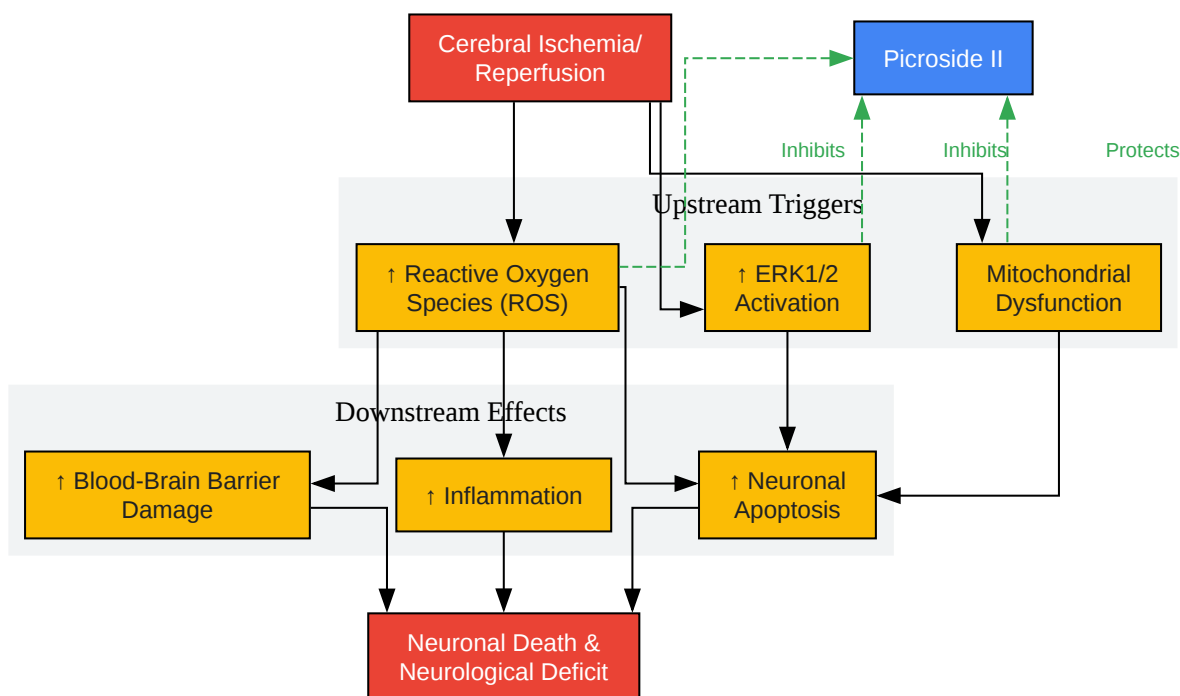 Cerebral Ischemia/
Reperfusion
Picroside II
Inhibits
Inhibits
Protects
Upstream Triggers
↑ Reactive Oxygen
Species (ROS)
↑ ERK1/2
Activation
Mitochondrial
Dysfunction
Downstream Effects
↑ Blood-Brain Barrier
Damage
↑ Inflammation
↑ Neuronal
Apoptosis
Neuronal Death &
Neurological Deficit